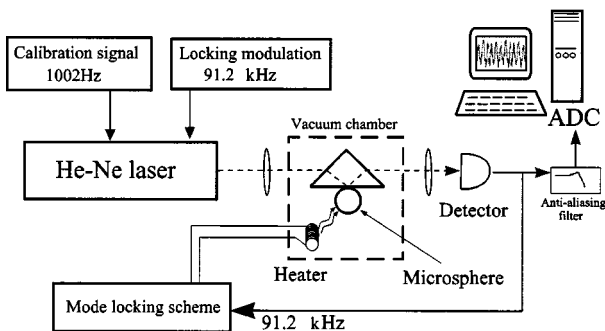 Calibration signal
1002Hz
Locking modulation
91.2 kHz
He-Ne laser
Vacuum chamber
ADC
Detector
Anti-aliasing
filter
Heater
Microsphere
Mode locking scheme
91.2 kHz